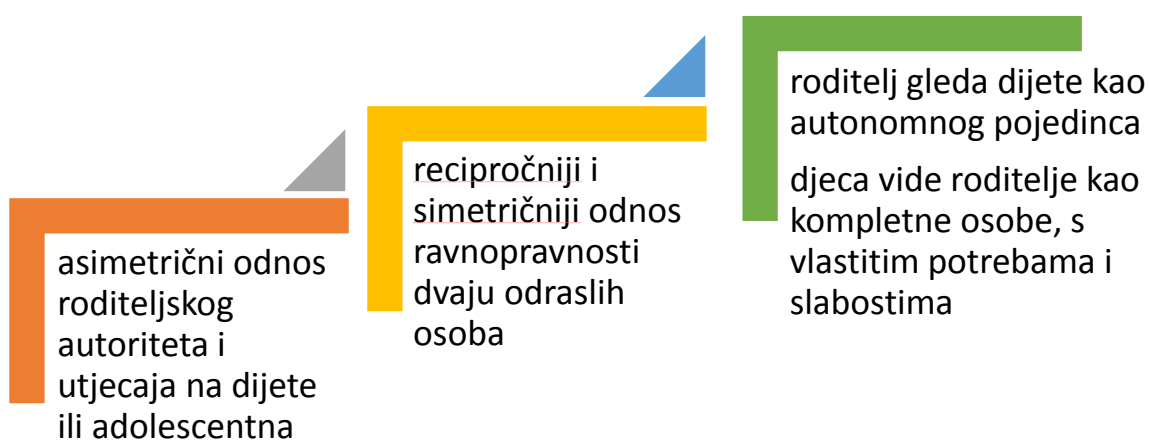 asimetrični odnos
roditeljskog
autoriteta i
utjecaja na dijete
ili adolescentna
recipročniji i
simetričniji odnos
ravnopravnosti
dvaju odraslih
osoba
roditelj gleda dijete kao
autonomnog pojedinca
djeca vide roditelje kao
kompletne osobe, s
vlastitim potrebama i
slabostima